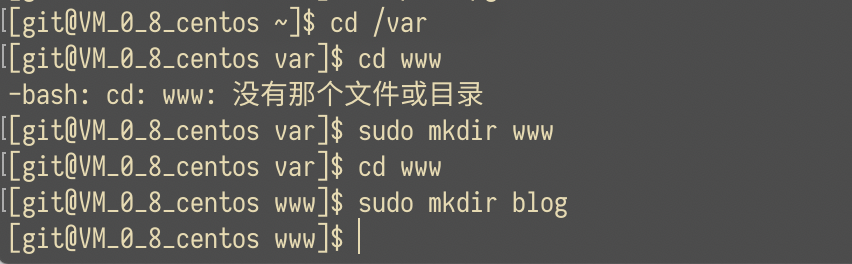 [[git@VM_0_8_centos ~]$ cd /var
[[git@VM_0_8_centos var]$ cd www
-bash: cd: www: 没有那个文件或目录
[[git@VM_0_8_centos var]$ sudo mkdir www
[[git@VM_0_8_centos var]$ cd www
[[git@VM_0_8_centos www]$ sudo mkdir blog
[git@VM_0_8_centos www]$